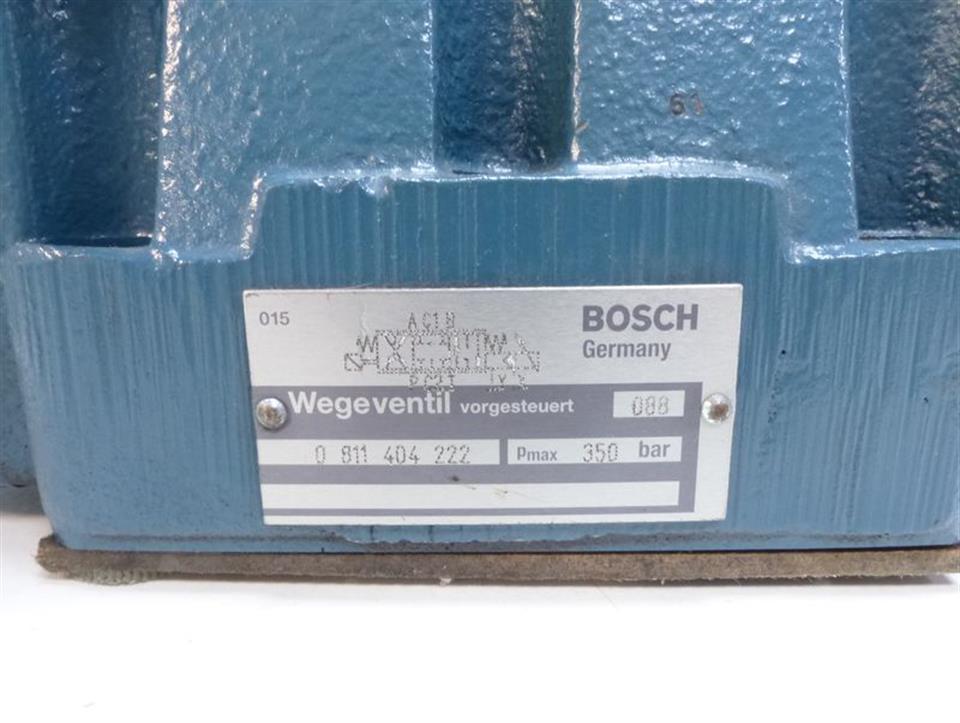 61
015
BOSCH
Germany
Wegeventil vorgesteuert 088
0 811 404 222 Pmax 350 bar